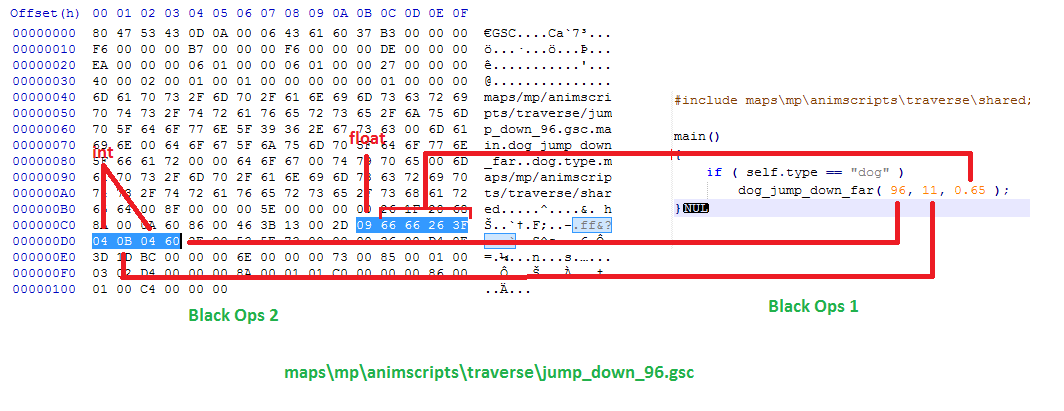 Offset(h) 00 01 02 03 04 05 06 07 08 09 0A 0B 0C 0D 0E 0F
00000000 80 47 53 43 0D 0A 00 06 43 61 60 37 B3 00 00 00 €GSC....Ca`7³...
00000010 F6 00 00 00 B7 00 00 00 F6 00 00 00 DE 00 00 00 ö...·...ö...Þ...
00000020 EA 00 00 00 06 01 00 00 06 01 00 00 27 00 00 00 ê...........'...
00000030 40 00 02 00 01 00 01 00 00 00 00 00 00 01 00 00 @...............
00000040 6D 61 70 73 2F 6D 70 2F 61 6E 69 6D 73 63 72 69 maps/mp/animscri
00000050 70 74 73 2F 74 72 61 76 65 72 73 65 2F 6A 75 6D pts/traverse/jum
00000060 70 5F 64 6F 77 6E 5F 39 36 2E 67 73 63 00 6D 61 p_down_96.gsc.ma
00000070 69 6E 00 64 6F 67 5F 6A 75 6D 70 5F 64 6F 77 6E in.dog_jump_down
00000080 5F 66 61 72 00 00 64 6F 67 00 74 79 70 65 00 6D _far..dog.type.m
00000090 61 70 73 2F 6D 70 2F 61 6E 69 6D 73 63 72 69 70 aps/mp/animscrip
000000A0 74 73 2F 74 72 61 76 65 72 73 65 2F 73 68 61 72 ts/traverse/shar
000000B0 65 64 00 8F 00 00 00 5E 00 00 00 ed.....^....
000000C0 60 86 00 46 3B 13 00 2D 09 66 66 26 3F Š..`†.F;..-.ff&?
000000D0 04 0B 04 60
000000E0 3D 1D BC 00 00 00 6E 00 00 00 73 00 85 00 01 00 =.¼...n...s.…...
000000F0 03 02 D4 00 00 00 8A 00 01 01 C0 00 00 00 86 00
00000100 01 00 C4 00 00 00 ..Ä...
int
float
#include maps\mp\animscripts\traverse\shared;
main()
{
if ( self.type == "dog" )
dog_jump_down_far( 96, 11, 0.65 );
}NUL
Black Ops 2
Black Ops 1
maps\mp\animscripts\traverse\jump_down_96.gsc